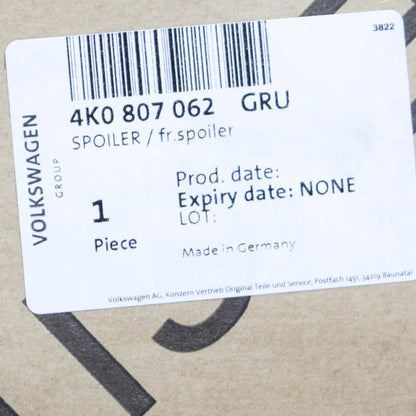 3822
4K0 807 062 GRU
SPOILER / fr.spoiler
VOLKSWAGEN
GROUP
1
Piece
Prod. date:
Expiry date: NONE
LOT:
Made in Germany
Volkswagen AG, Konzern Vertrieb Original Teile und Service, Postfach 1451, 34219 Baunatal